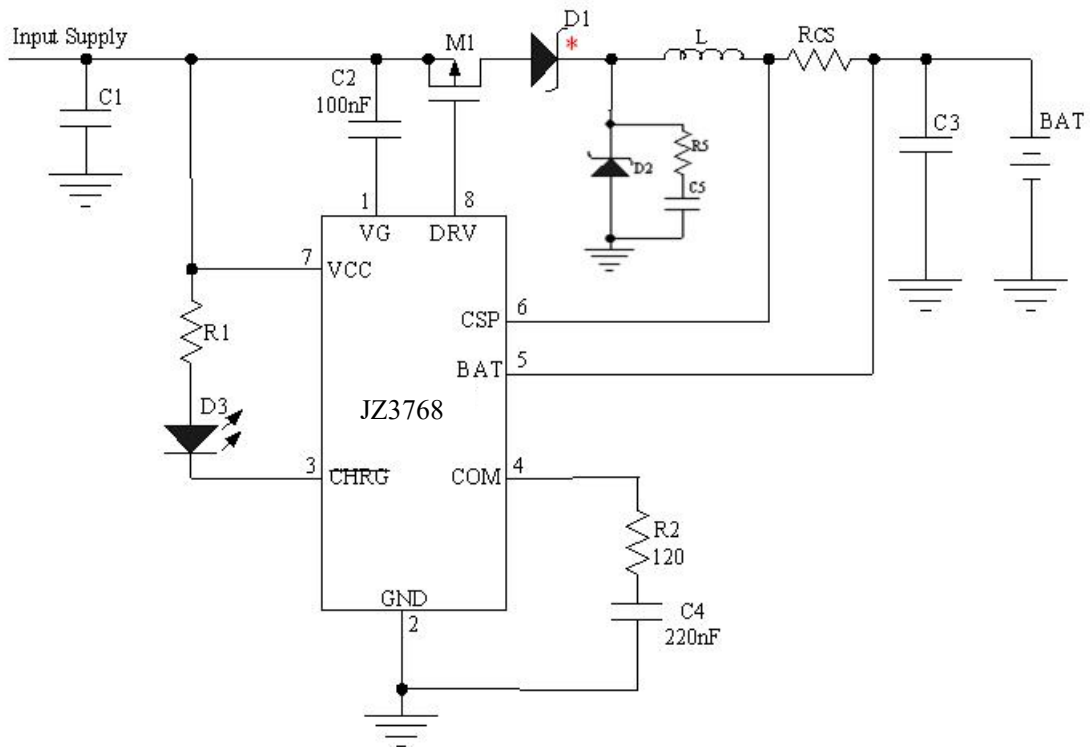 D1
*
Input Supply
M1
L
RCS
C1
C2
100nF
R5
D2
C5
C3
BAT
1
8
VG
DRV
7
VCC
CSP
6
R1
BAT
5
JZ3768
D3
3
CHRG
COM
4
R2
120
GND
2
C4
220nF